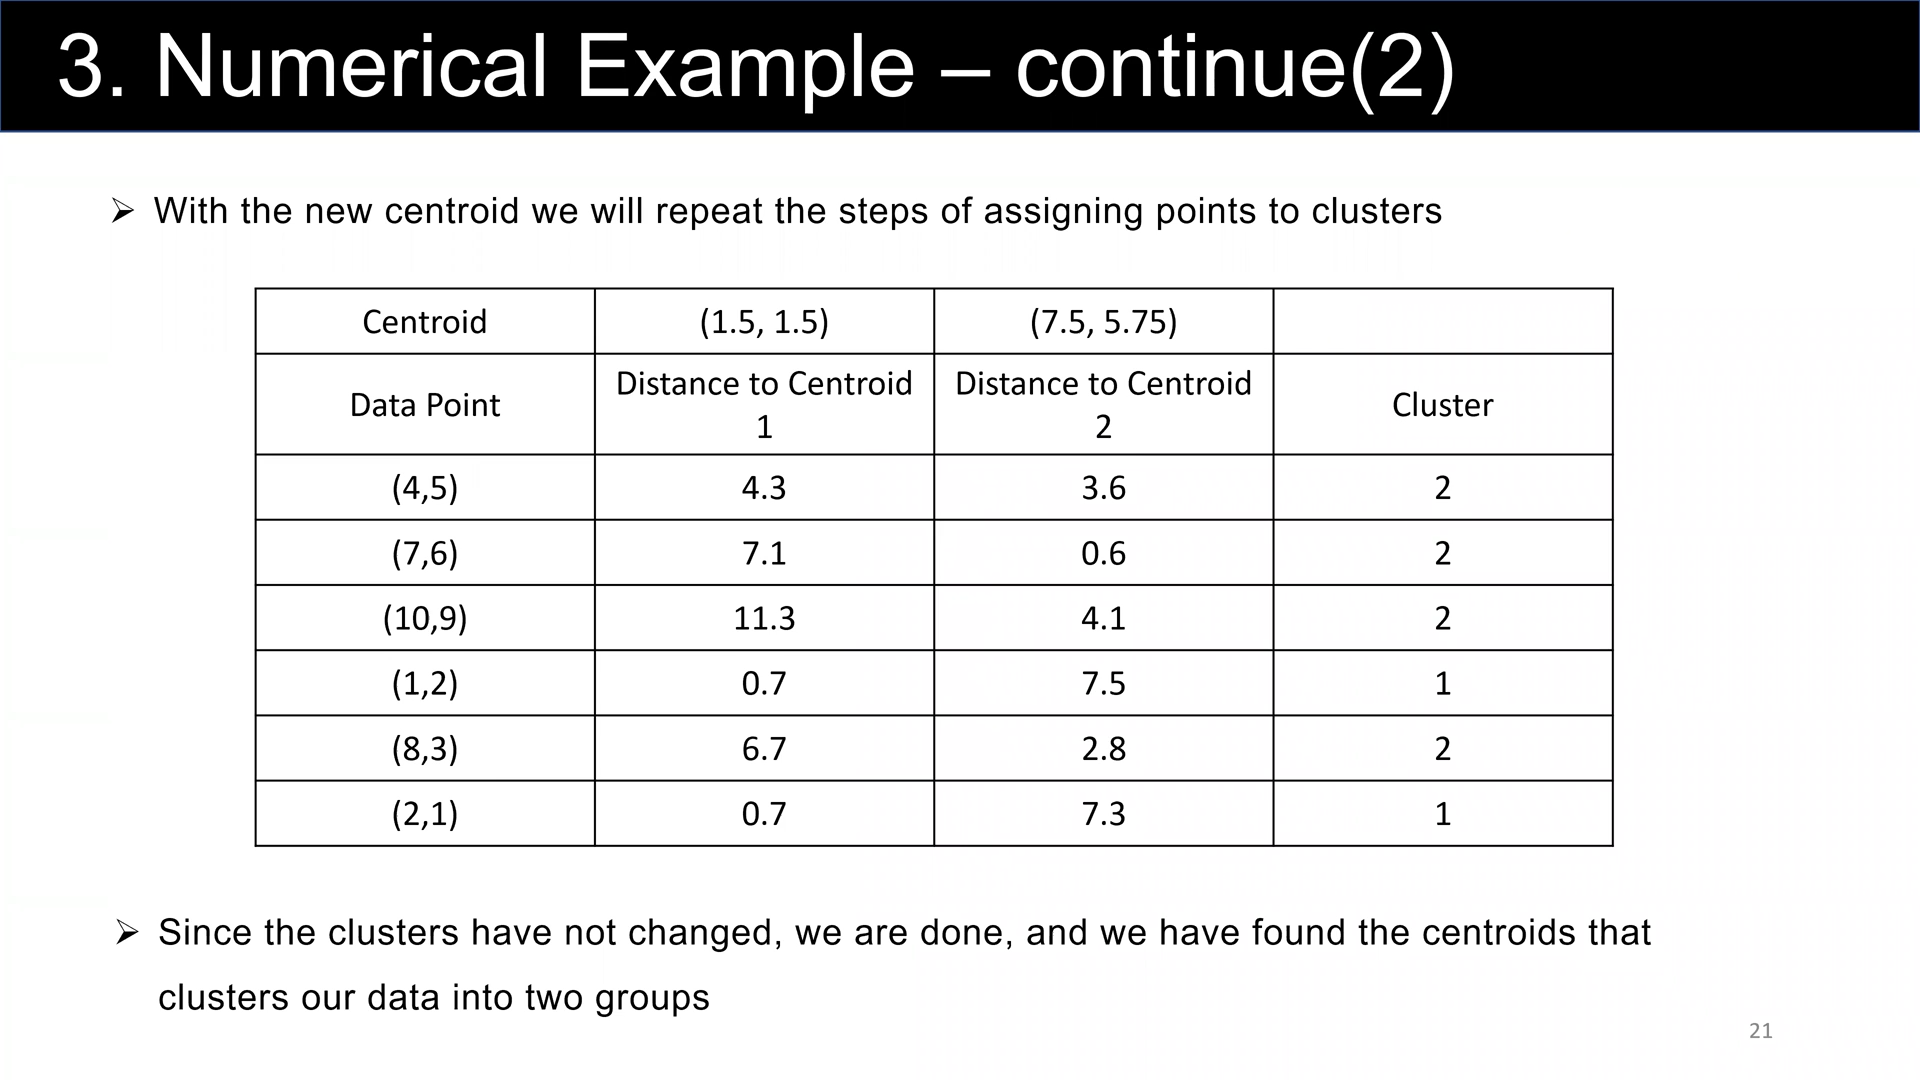 3. Numerical Example – continue(2)
➢ With the new centroid we will repeat the steps of assigning points to clusters
Centroid (1.5, 1.5) (7.5, 5.75)
Data Point Distance to Centroid 1 Distance to Centroid 2 Cluster
(4,5) 4.3 3.6 2
(7,6) 7.1 0.6 2
(10,9) 11.3 4.1 2
(1,2) 0.7 7.5 1
(8,3) 6.7 2.8 2
(2,1) 0.7 7.3 1
➢ Since the clusters have not changed, we are done, and we have found the centroids that
clusters our data into two groups
21